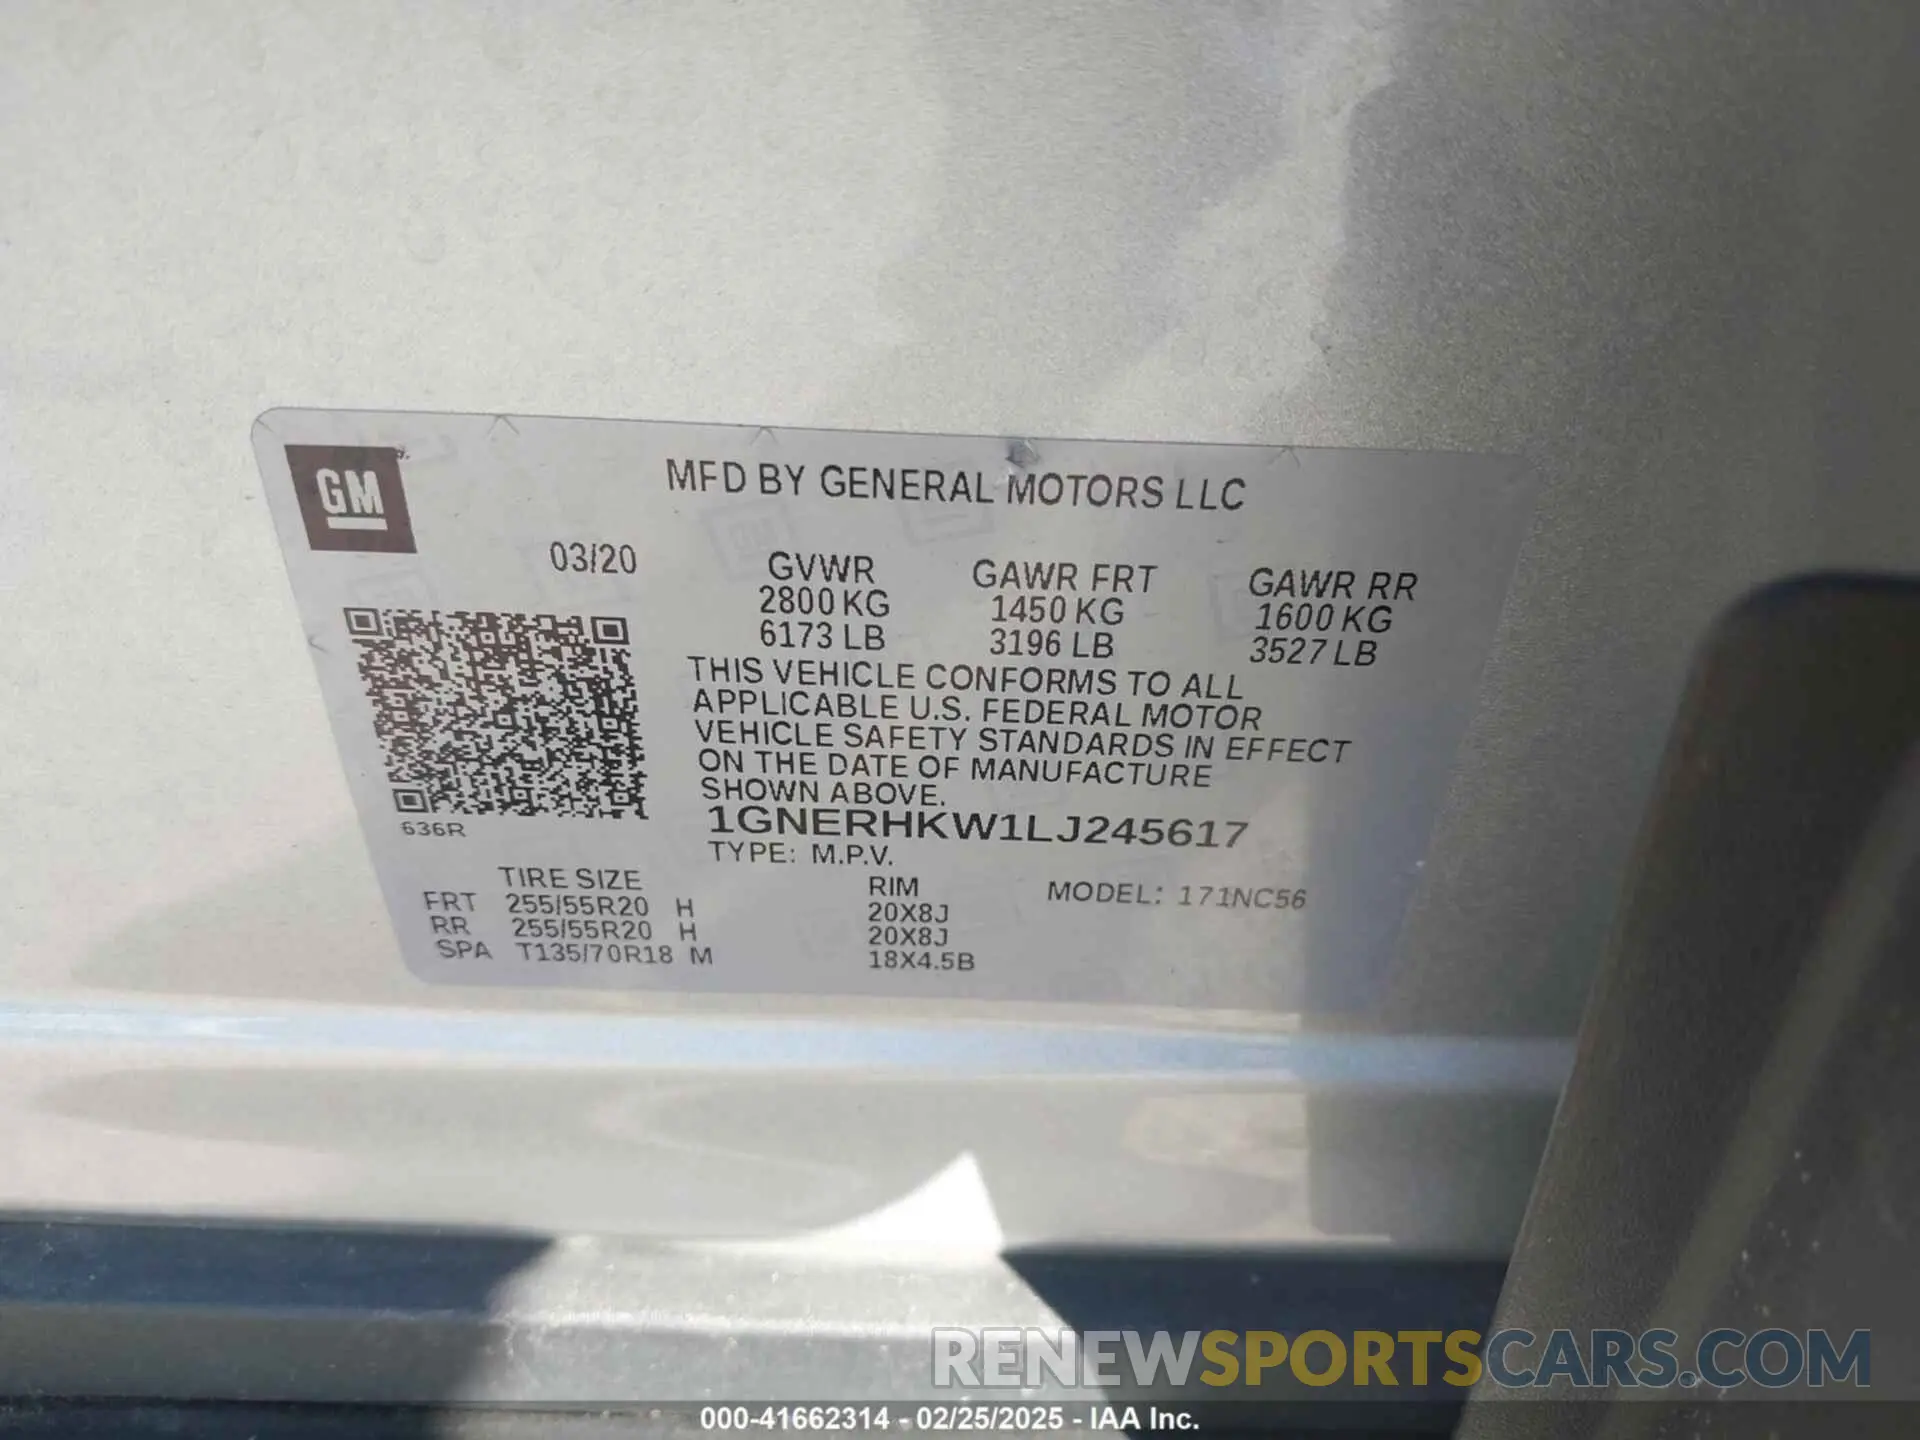 GM
MFD BY GENERAL MOTORS LLC
03/20
GVWR GAWR FRT GAWR RR
2800 KG 1450 KG 1600 KG
6173 LB 3196 LB 3527 LB
THIS VEHICLE CONFORMS TO ALL
APPLICABLE U.S. FEDERAL MOTOR
VEHICLE SAFETY STANDARDS IN EFFECT
ON THE DATE OF MANUFACTURE
SHOWN ABOVE.
636R
1GNERHKW1LJ245617
TYPE: M.P.V.
TIRE SIZE RIM MODEL: 171NC56
FRT 255/55R20 H 20X8J
RR 255/55R20 H 20X8J
SPA T135/70R18 M 18X4.5B
RENEWSPORTSCARS.COM
000-41662314 - 02/25/2025 - IAA Inc.